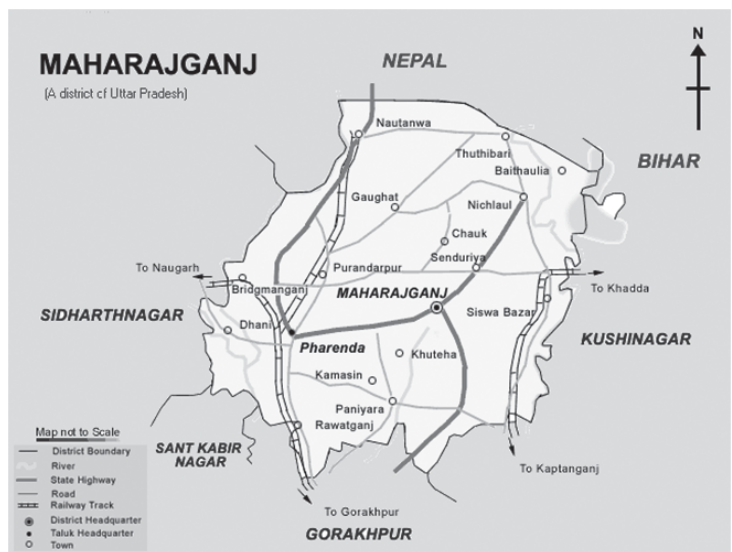 MAHARAJGANJ
(A district of Uttar Pradesh)
NEPAL
N
Nautanwa
Thuthibari
Baithaulia
BIHAR
Gaughat
Nichlaul
Chauk
Senduriya
To Naugarh
Purandarpur
Bridgmanganj
MAHARAJGANJ
To Khadda
SIDHARTHNAGAR
Dhani
Siswa Bazar
KUSHINAGAR
Pharenda
Khuteha
Kamasin
Paniyara
Rawatganj
Map not to Scale
SANT KABIR
NAGAR
District Boundary
River
State Highway
Road
Railway Track
District Headquarter
Taluk Headquarter
Town
To Kaptanganj
To Gorakhpur
GORAKHPUR